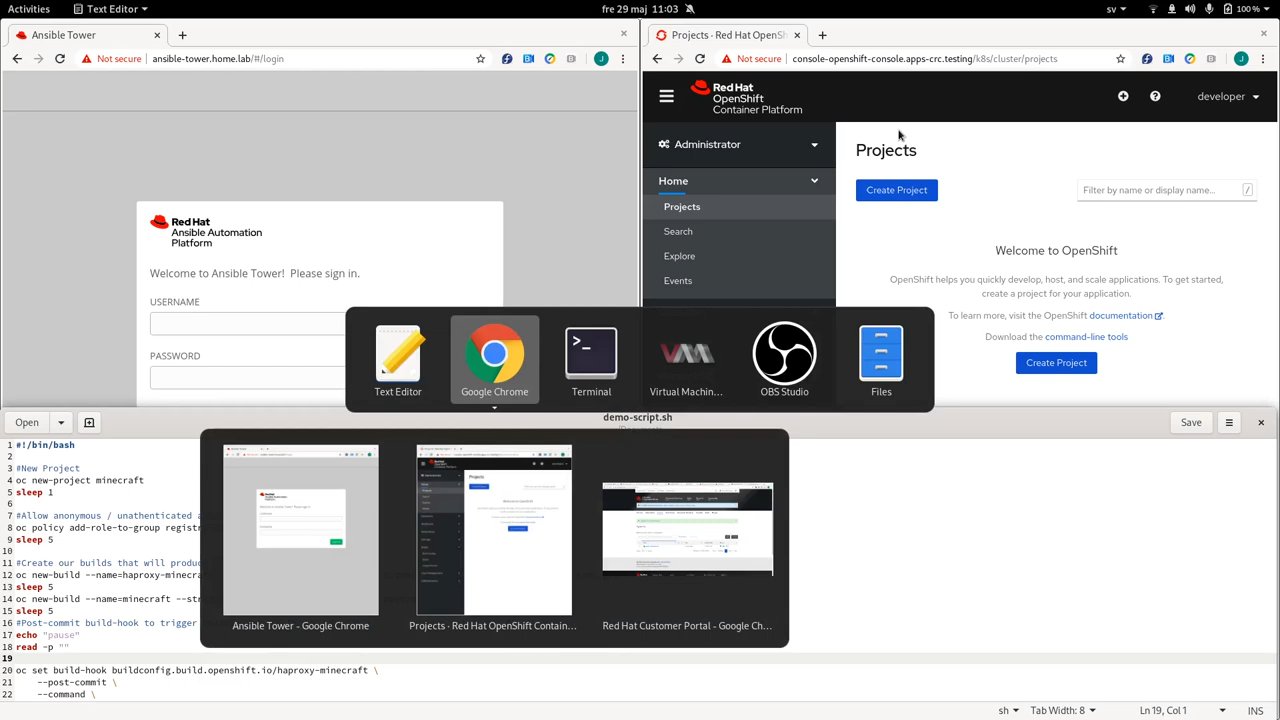 Activities
Text Editor
fre 29 maj 11:03
sv
100 %
Ansible Tower
Not secure
ansible-tower.home.lab/#/login
J
Red Hat
Ansible Automation
Platform
Welcome to Ansible Tower! Please sign in.
USERNAME
PASSWORD
Projects · Red Hat OpenSh
Not secure
console-openshift-console.apps-crc.testing/k8s/cluster/projects
J
Red Hat
OpenShift
Container Platform
developer
Administrator
Home
Projects
Search
Explore
Events
Projects
Create Project
Filter by name or display name...
/
Welcome to OpenShift
OpenShift helps you quickly develop, host, and scale applications. To get started,
create a project for your application.
To learn more, visit the OpenShift documentation.
Download the command-line tools
Create Project
Text Editor
Google Chrome
Terminal
Virtual Machin...
OBS Studio
Files
Open
demo-script.sh
Save
1 #!/bin/bash
2
3 #New Project
4 oc new-project minecraft
5 sleep 1
6
7 #Allow anonymous / unathenticated
8 oc policy add-role-to-group regist
9 sleep 5
10
11 #Create our builds that will produ
12 oc new-build --name=haproxy-minecr
13 sleep 5
14 oc new-build --name=minecraft --str
15 sleep 5
16 #Post-commit build-hook to trigger
17 echo "pause"
18 read -p ""
19
20 oc set build-hook buildconfig.build.openshift.io/haproxy-minecraft \
21 --post-commit \
22 --command \
Ansible Tower - Google Chrome
Projects · Red Hat OpenShift Contain...
Red Hat Customer Portal - Google Ch...
sh
Tab Width: 8
Ln 19, Col 1
INS